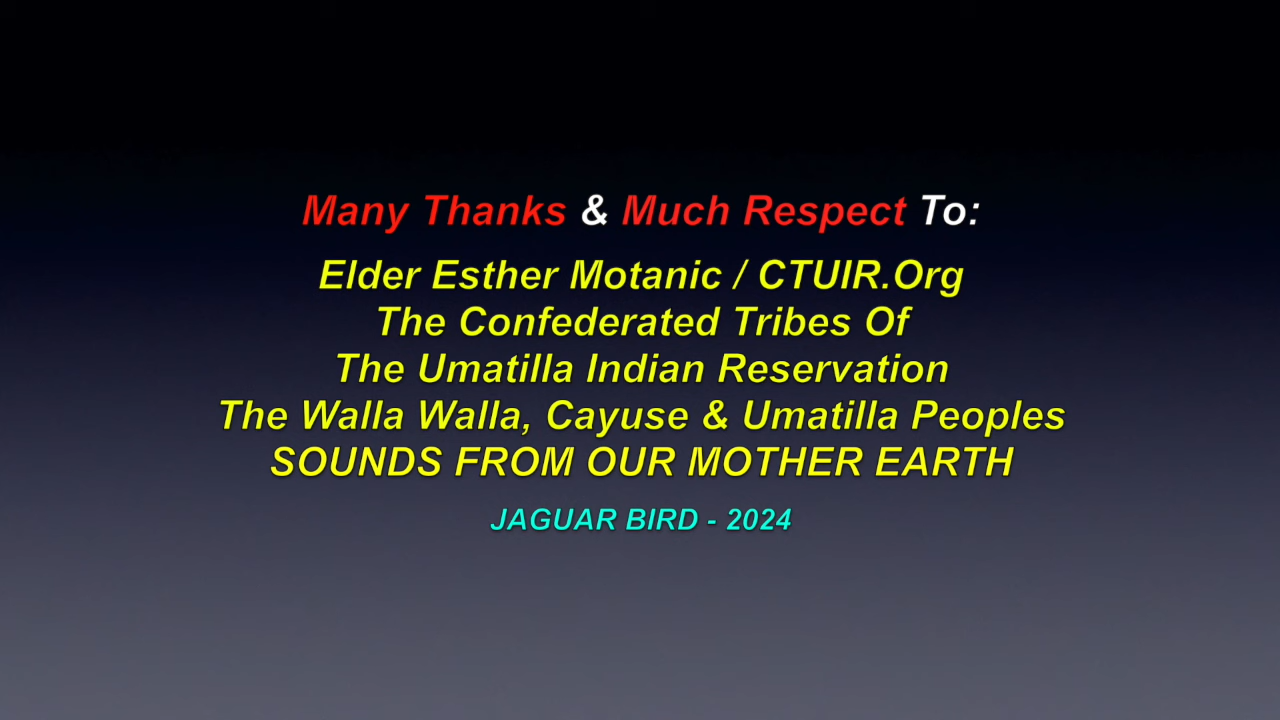 Many Thanks & Much Respect To:
Elder Esther Motanic / CTUIR.Org
The Confederated Tribes Of
The Umatilla Indian Reservation
The Walla Walla, Cayuse & Umatilla Peoples
SOUNDS FROM OUR MOTHER EARTH
JAGUAR BIRD - 2024